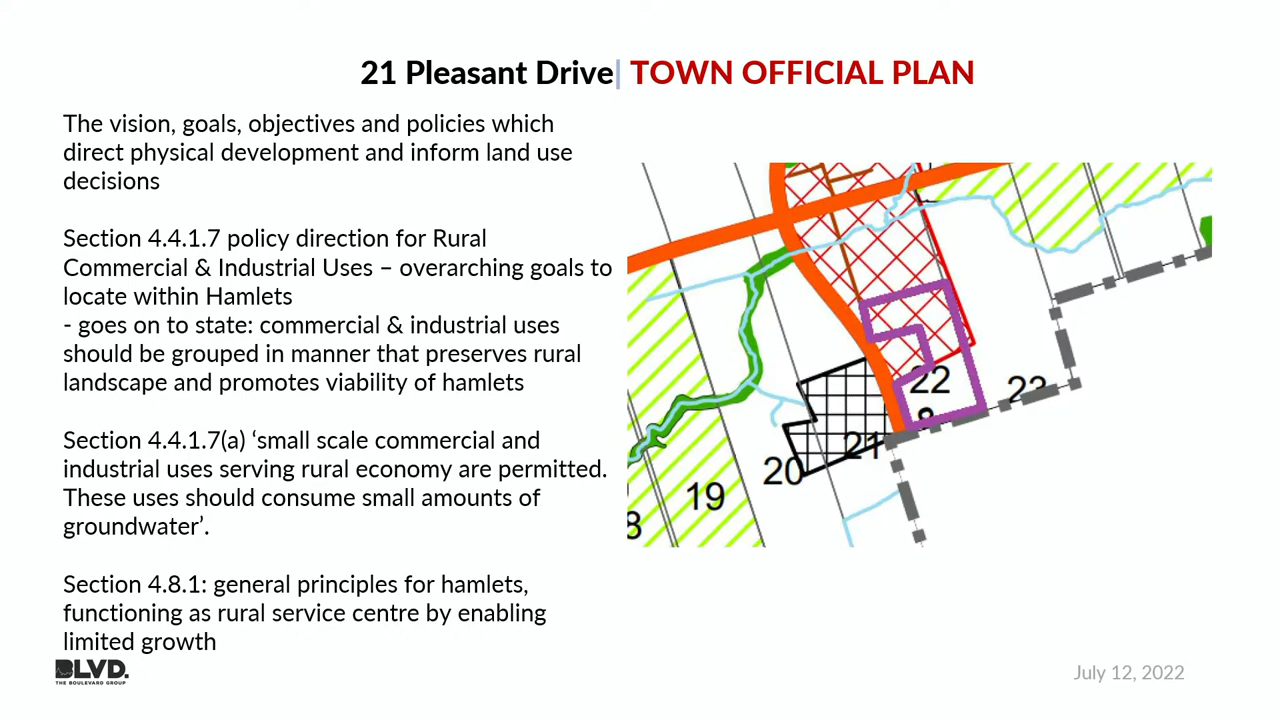 21 Pleasant Drive| TOWN OFFICIAL PLAN
The vision, goals, objectives and policies which
direct physical development and inform land use
decisions
Section 4.4.1.7 policy direction for Rural
Commercial & Industrial Uses – overarching goals to
locate within Hamlets
- goes on to state: commercial & industrial uses
should be grouped in manner that preserves rural
landscape and promotes viability of hamlets
Section 4.4.1.7(a) ‘small scale commercial and
industrial uses serving rural economy are permitted.
These uses should consume small amounts of
groundwater’.
Section 4.8.1: general principles for hamlets,
functioning as rural service centre by enabling
limited growth
22
23
21
20
19
8
BLVD.
THE BOULEVARD GROUP
July 12, 2022